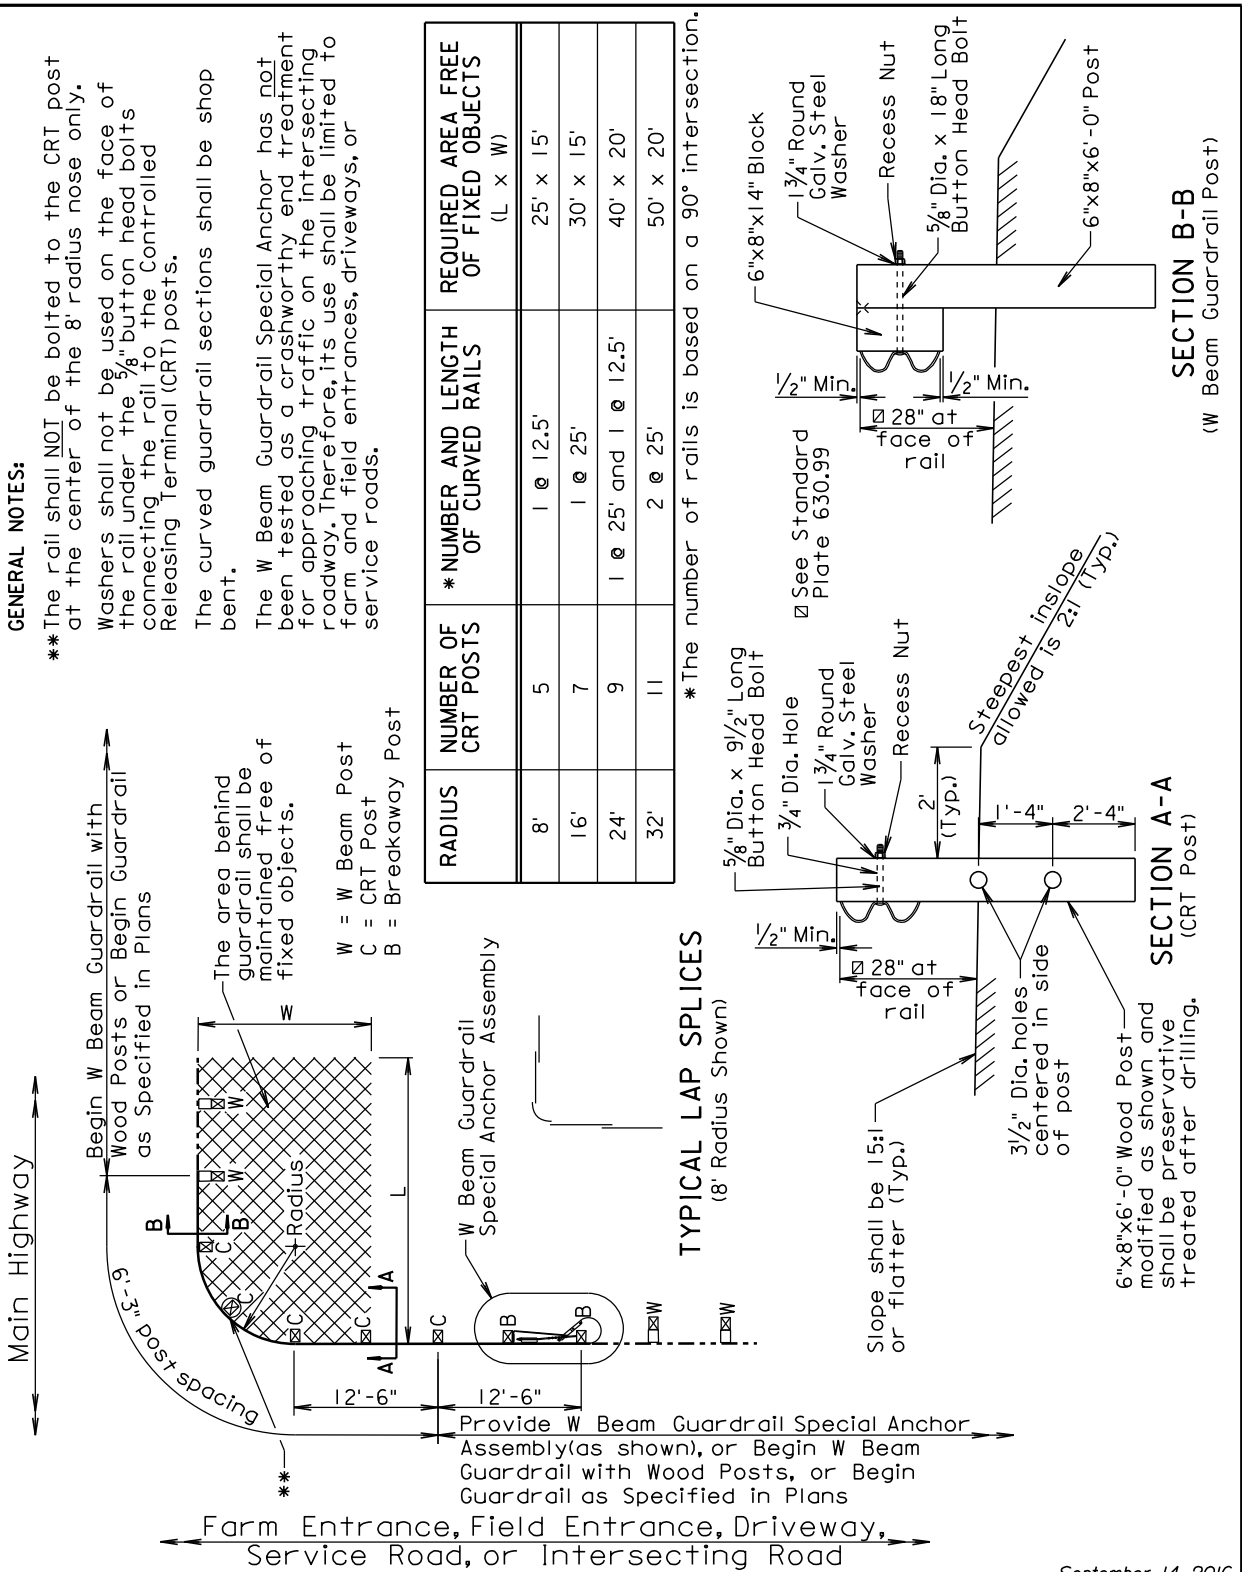 GENERAL NOTES:
** The rail shall NOT be bolted to the CRT post
at the center of the 8' radius nose only.
Washers shall not be used on the face of
the rail under the 5/8" button head bolts
connecting the rail to the Controlled
Releasing Terminal (CRT) posts.
The curved guardrail sections shall be shop
bent.
The W Beam Guardrail Special Anchor has not
been tested as a crashworthy end treatment
for approaching traffic on the intersecting
roadway. Therefore, its use shall be limited to
farm and field entrances, driveways, or
service roads.
RADIUS
NUMBER OF
CRT POSTS
* NUMBER AND LENGTH
OF CURVED RAILS
REQUIRED AREA FREE
OF FIXED OBJECTS
(L x W)
8' 5 1 @ 12.5' 25' x 15'
16' 7 1 @ 25' 30' x 15'
24' 9 1 @ 25' and 1 @ 12.5' 40' x 20'
32' 11 2 @ 25' 50' x 20'
* The number of rails is based on a 90° intersection.
Main Highway
Begin W Beam Guardrail with
Wood Posts or Begin Guardrail
as Specified in Plans
6'-3" post spacing
The area behind
guardrail shall be
maintained free of
fixed objects.
W = W Beam Post
C = CRT Post
B = Breakaway Post
W
W
W
B
B
C
C
Radius
L
C
C
A
A
C
B
B
W
W
**
12'-6"
12'-6"
W Beam Guardrail
Special Anchor Assembly
Provide W Beam Guardrail Special Anchor
Assembly(as shown), or Begin W Beam
Guardrail with Wood Posts, or Begin
Guardrail as Specified in Plans
Farm Entrance, Field Entrance, Driveway,
Service Road, or Intersecting Road
TYPICAL LAP SPLICES
(8' Radius Shown)
5/8" Dia. x 9 1/2" Long
Button Head Bolt
3/4" Dia. Hole
1 3/4" Round
Galv. Steel
Washer
Recess Nut
1/2" Min.
⍁ 28" at
face of
rail
2'
(Typ.)
Steepest inslope
allowed is 2:1 (Typ.)
1'-4"
2'-4"
Slope shall be 15:1
or flatter (Typ.)
3 1/2" Dia. holes
centered in side
of post
6"x8"x6'-0" Wood Post
modified as shown and
shall be preservative
treated after drilling.
SECTION A-A
(CRT Post)
⍁ See Standard
Plate 630.99
6"x8"x14" Block
1 3/4" Round
Galv. Steel
Washer
Recess Nut
5/8" Dia. x 18" Long
Button Head Bolt
6"x8"x6'-0" Post
1/2" Min.
1/2" Min.
⍁ 28" at
face of
rail
SECTION B-B
(W Beam Guardrail Post)
September 14, 2016